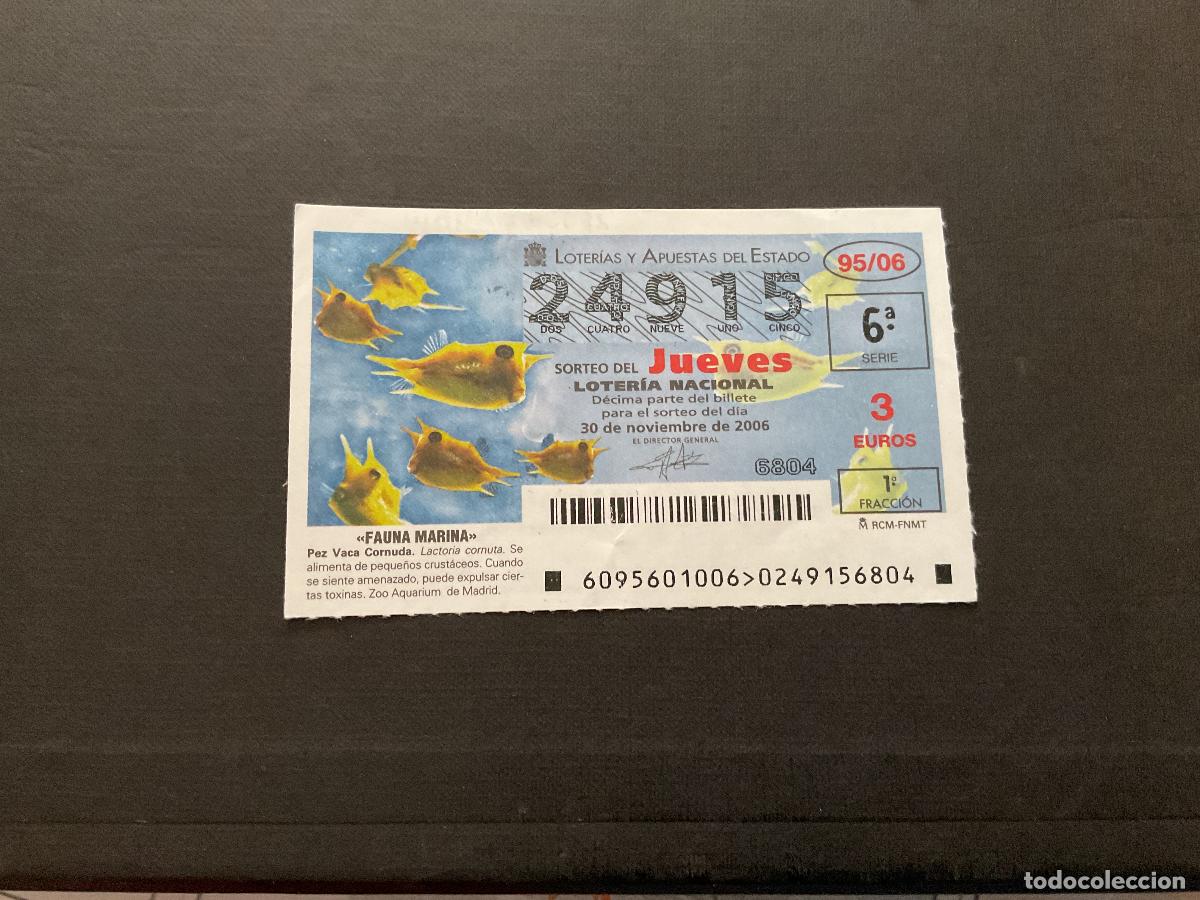 LOTERÍAS Y APUESTAS DEL ESTADO
95/06
24915
DOS CUATRO NUEVE UNO CINCO
6ª
SERIE
SORTEO DEL Jueves
LOTERÍA NACIONAL
Décima parte del billete
para el sorteo del día
30 de noviembre de 2006
EL DIRECTOR GENERAL
3
EUROS
6804
1ª
FRACCIÓN
RCM-FNMT
«FAUNA MARINA»
Pez Vaca Cornuda. Lactoria cornuta. Se
alimenta de pequeños crustáceos. Cuando
se siente amenazado, puede expulsar cier-
tas toxinas. Zoo Aquarium de Madrid.
6095601006>0249156804
todocoleccion